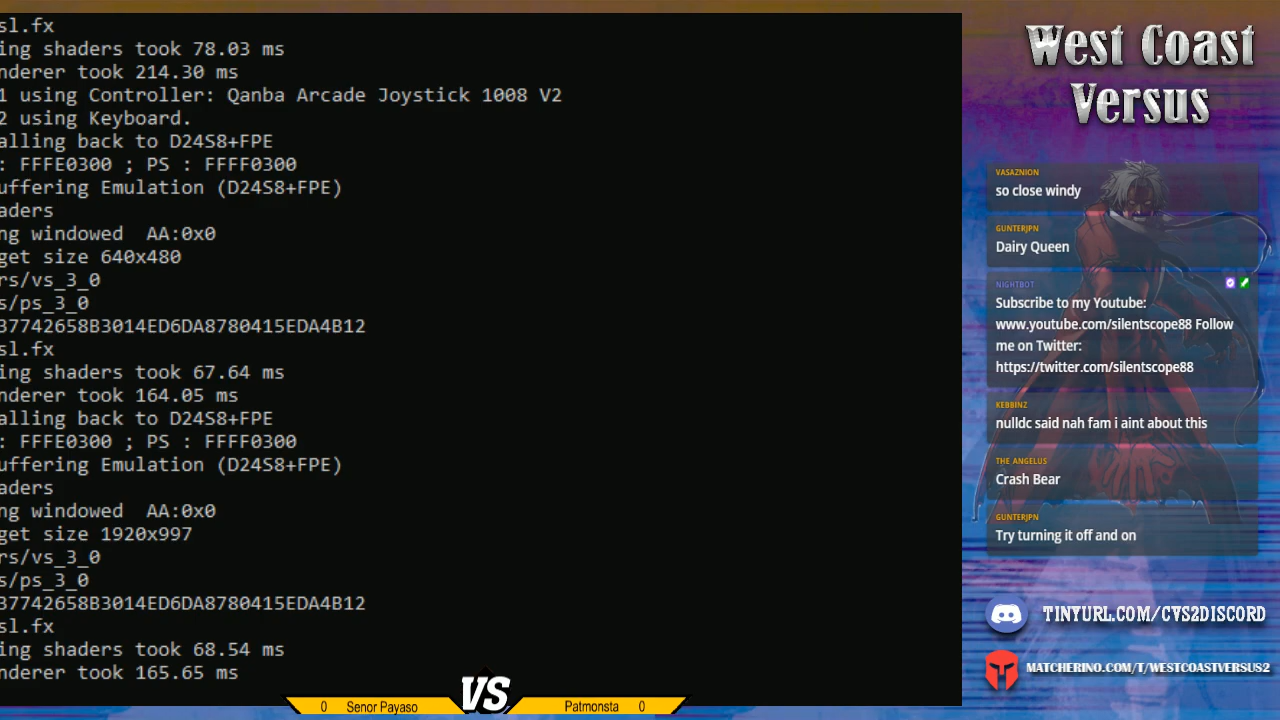 sl.fx
ing shaders took 78.03 ms
nderer took 214.30 ms
1 using Controller: Qanba Arcade Joystick 1008 V2
2 using Keyboard.
alling back to D24S8+FPE
: FFFE0300 ; PS : FFFF0300
uffering Emulation (D24S8+FPE)
aders
ng windowed  AA:0x0
get size 640x480
rs/vs_3_0
s/ps_3_0
37742658B3014ED6DA8780415EDA4B12
sl.fx
ing shaders took 67.64 ms
nderer took 164.05 ms
alling back to D24S8+FPE
: FFFE0300 ; PS : FFFF0300
uffering Emulation (D24S8+FPE)
aders
ng windowed  AA:0x0
get size 1920x997
rs/vs_3_0
s/ps_3_0
37742658B3014ED6DA8780415EDA4B12
sl.fx
ing shaders took 68.54 ms
nderer took 165.65 ms
0 Senor Payaso VS Patmonsta 0
West Coast
Versus
VASAZNION
so close windy
GUNTERJPN
Dairy Queen
NIGHTBOT
Subscribe to my Youtube:
www.youtube.com/silentscope88 Follow
me on Twitter:
https://twitter.com/silentscope88
KEBBINZ
nulldc said nah fam i aint about this
THE ANGELUS
Crash Bear
GUNTERJPN
Try turning it off and on
TINYURL.COM/CVS2DISCORD
MATCHERINO.COM/T/WESTCOASTVERSUS2